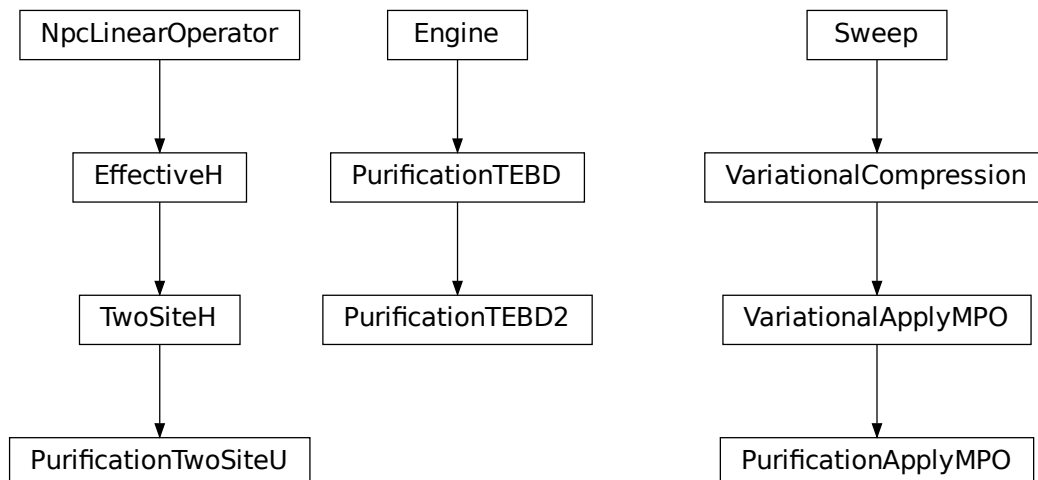 NpcLinearOperator
Engine
Sweep
EffectiveH
PurificationTEBD
VariationalCompression
TwoSiteH
PurificationTEBD2
VariationalApplyMPO
PurificationTwoSiteU
PurificationApplyMPO